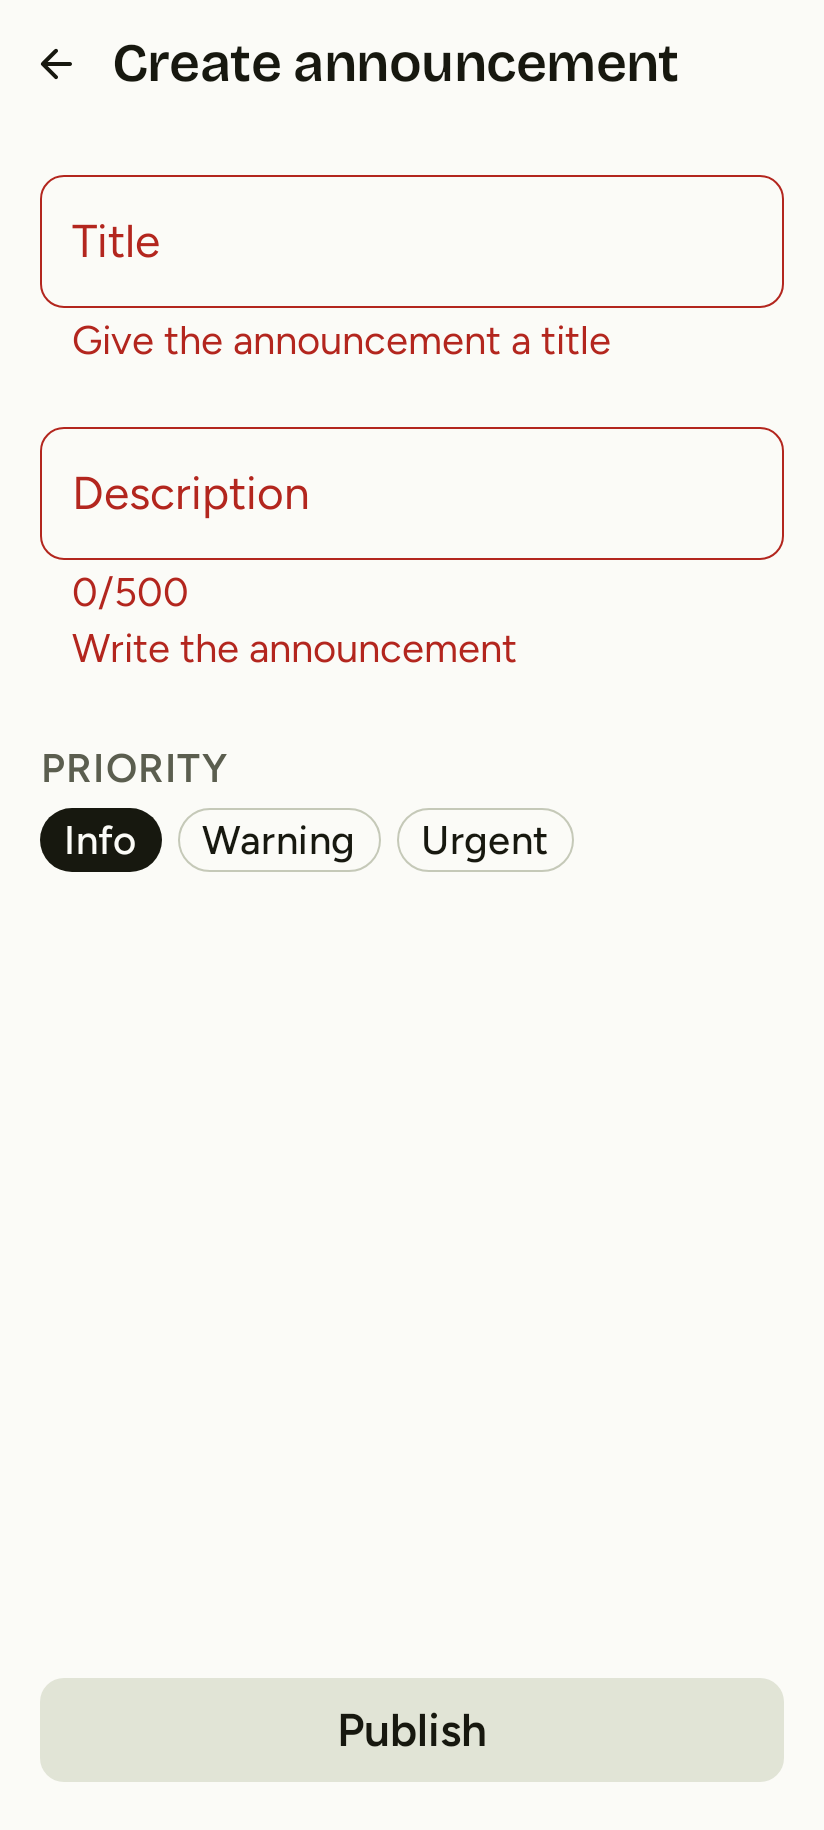 Create announcement
Title
Give the announcement a title
Description
0/500
Write the announcement
PRIORITY
Info Warning Urgent
Publish